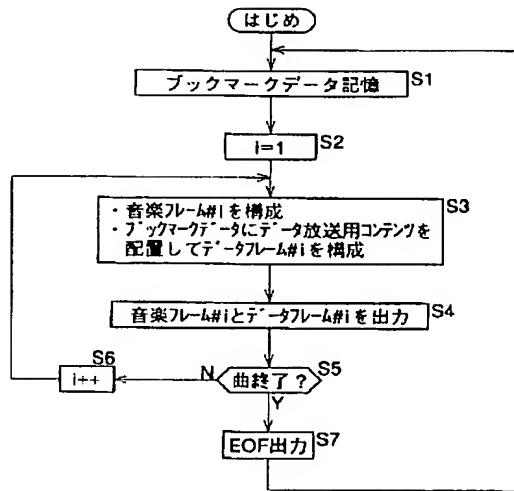 はじめ
ブックマークデータ記憶 S1
i=1 S2
・音楽フレーム#iを構成 S3
・ブックマークデータにデータ放送用コンテンツを
配置してデータフレーム#iを構成
音楽フレーム#iとデータフレーム#iを出力 S4
S6
i++
N
曲終了? S5
Y
EOF出力 S7